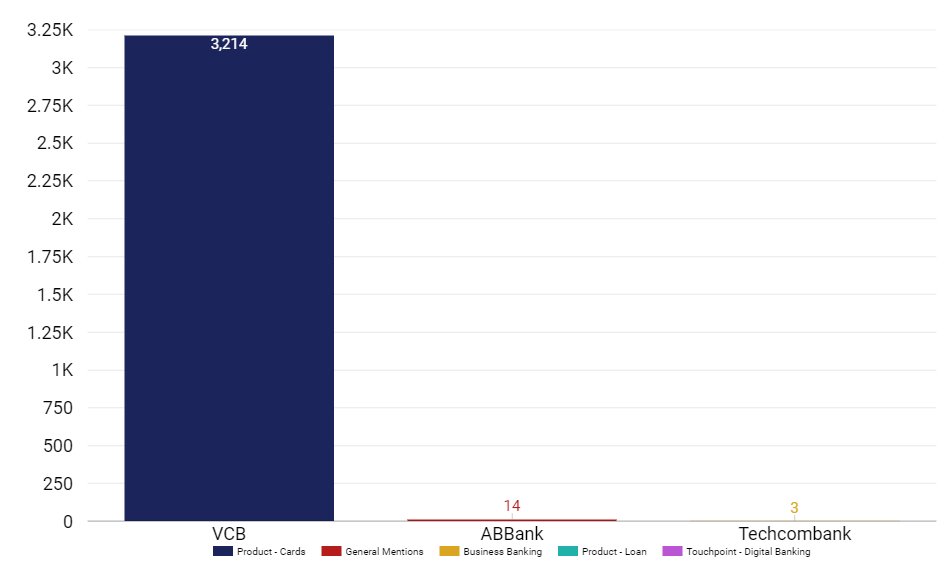 3.25K
3,214
3K
2.75K
2.5K
2.25K
2K
1.75K
1.5K
1.25K
1K
750
500
250
14
3
0
VCB ABBank Techcombank
Product - Cards General Mentions Business Banking Product - Loan Touchpoint - Digital Banking